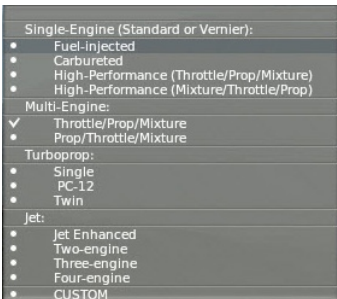 Single-Engine (Standard or Vernier):
Fuel-injected
Carbureted
High-Performance (Throttle/Prop/Mixture)
High-Performance (Mixture/Throttle/Prop)
Multi-Engine:
Throttle/Prop/Mixture
Prop/Throttle/Mixture
Turboprop:
Single
PC-12
Twin
Jet:
Jet Enhanced
Two-engine
Three-engine
Four-engine
CUSTOM